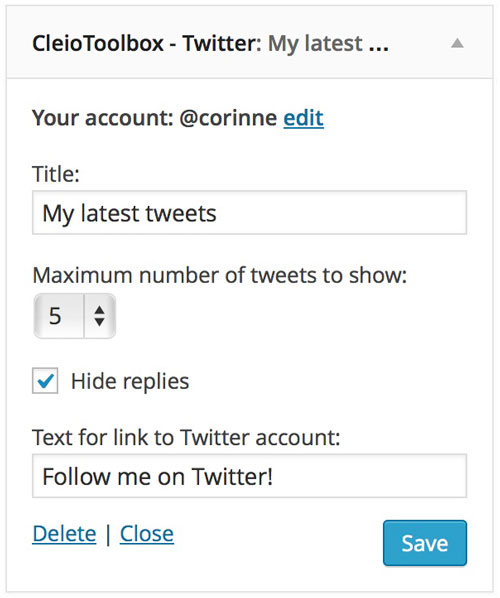 CleioToolbox - Twitter: My latest ...
Your account: @corinne edit
Title:
My latest tweets
Maximum number of tweets to show:
5
Hide replies
Text for link to Twitter account:
Follow me on Twitter!
Delete | Close
Save